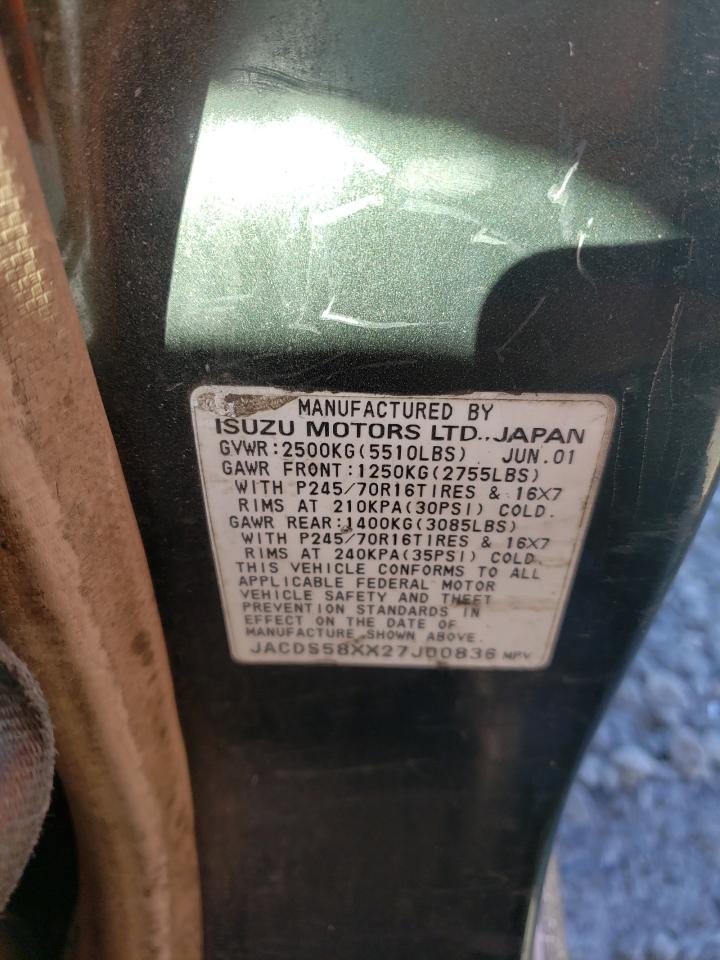 MANUFACTURED BY
ISUZU MOTORS LTD., JAPAN
GVWR:2500KG(5510LBS) JUN.01
GAWR FRONT:1250KG(2755LBS)
WITH P245/70R16TIRES & 16X7
RIMS AT 210KPA(30PSI) COLD.
GAWR REAR:1400KG(3085LBS)
WITH P245/70R16TIRES & 16X7
RIMS AT 240KPA(35PSI) COLD.
THIS VEHICLE CONFORMS TO ALL
APPLICABLE FEDERAL MOTOR
VEHICLE SAFETY AND THEFT
PREVENTION STANDARDS IN
EFFECT ON THE DATE OF
MANUFACTURE SHOWN ABOVE.
JACDS58XX27J00836 MPV